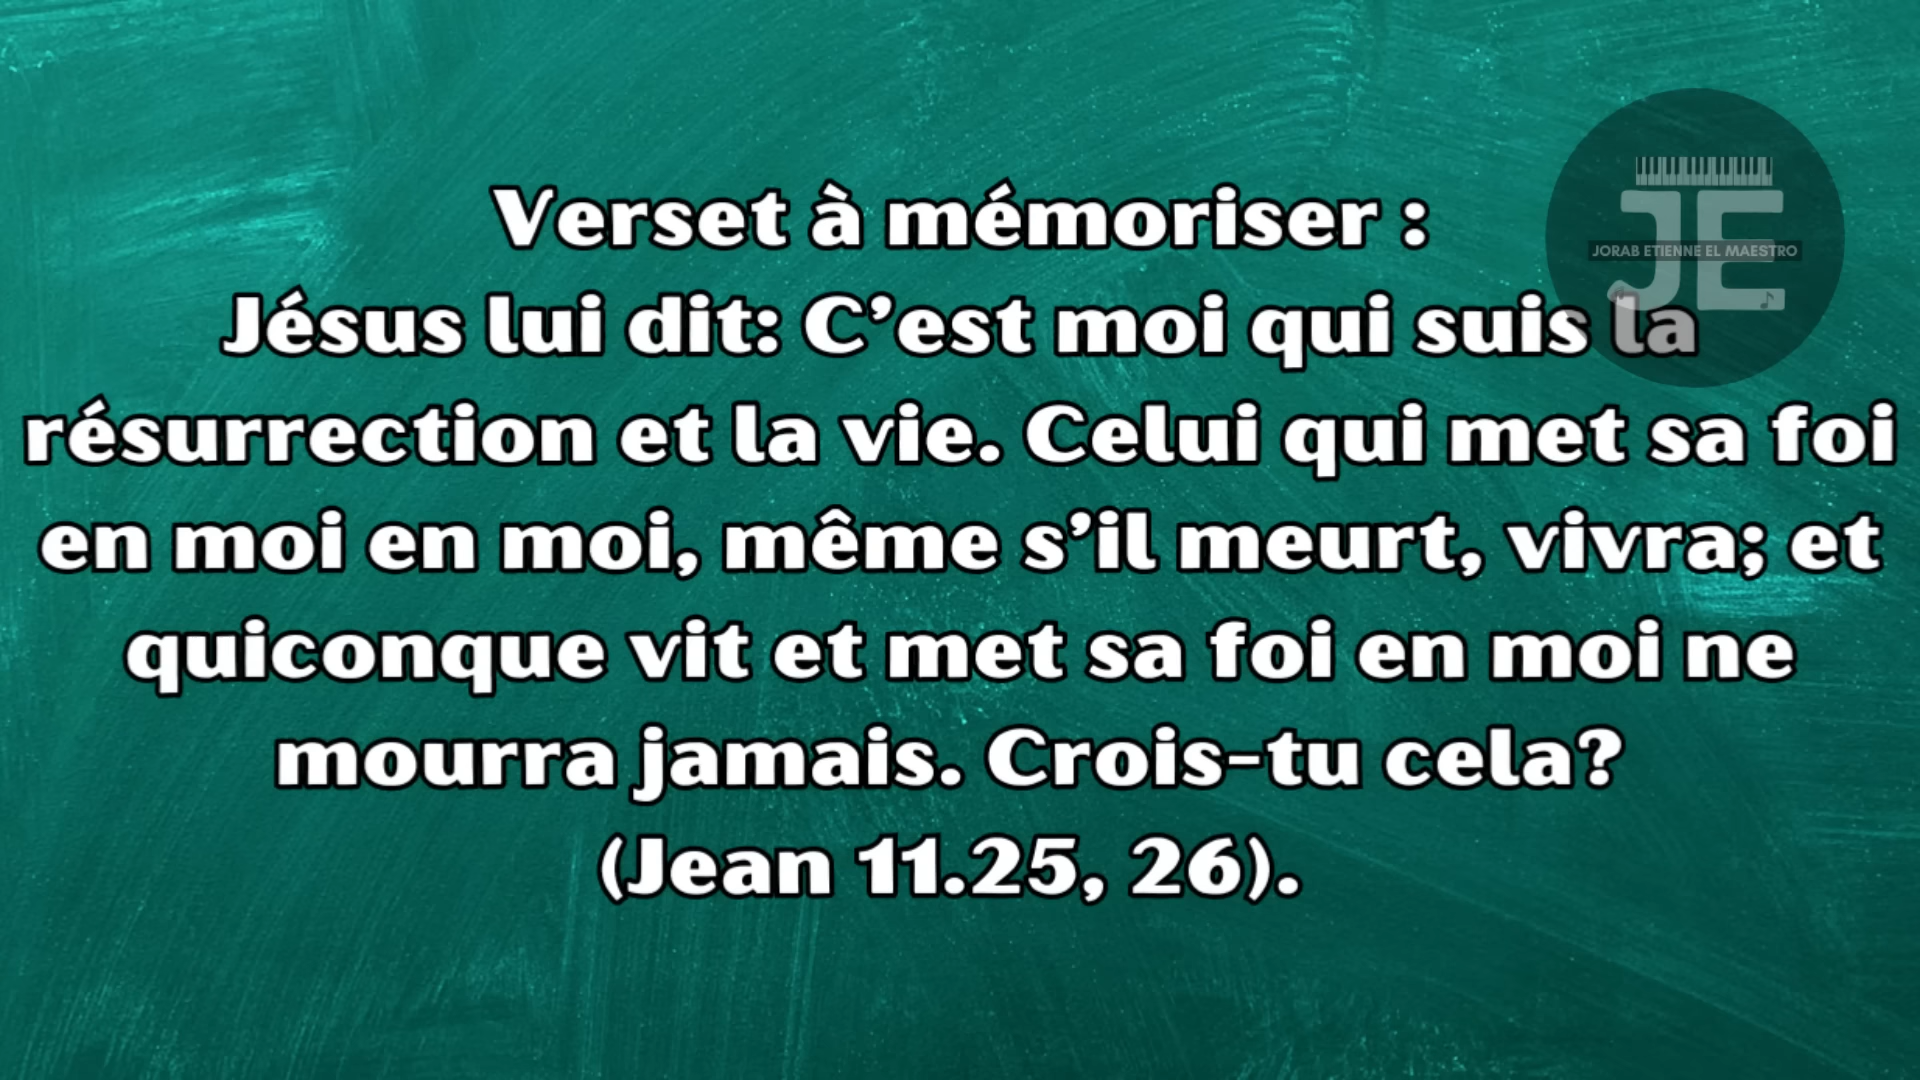 Verset à mémoriser :
JE
JORAB ETIENNE EL MAESTRO
Jésus lui dit: C’est moi qui suis la
résurrection et la vie. Celui qui met sa foi
en moi en moi, même s’il meurt, vivra; et
quiconque vit et met sa foi en moi ne
mourra jamais. Crois-tu cela?
(Jean 11.25, 26).